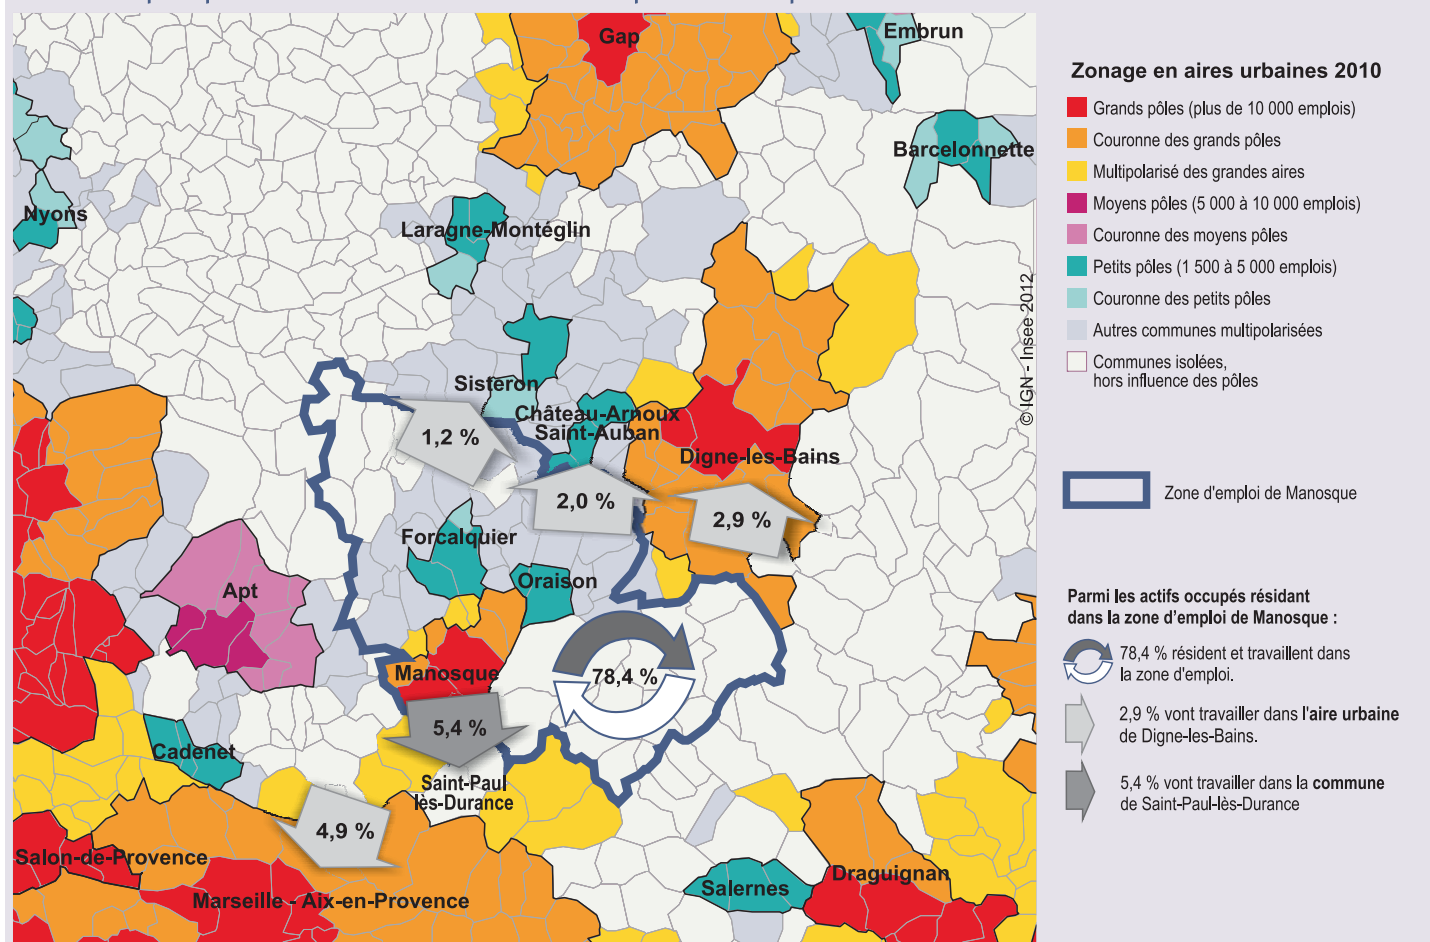 Gap
Embrun
Barcelonnette
Nyons
Laragne-Montéglin
Sisteron
Château-Arnoux
Saint-Auban
Digne-les-Bains
1,2 %
2,0 %
2,9 %
Forcalquier
Oraison
Apt
Manosque
78,4 %
5,4 %
Cadenet
Saint-Paul
lès-Durance
4,9 %
Salon-de-Provence
Marseille - Aix-en-Provence
Salernes
Draguignan
© IGN - Insee 2012
Zonage en aires urbaines 2010
Grands pôles (plus de 10 000 emplois)
Couronne des grands pôles
Multipolarisé des grandes aires
Moyens pôles (5 000 à 10 000 emplois)
Couronne des moyens pôles
Petits pôles (1 500 à 5 000 emplois)
Couronne des petits pôles
Autres communes multipolarisées
Communes isolées,
hors influence des pôles
Zone d'emploi de Manosque
Parmi les actifs occupés résidant
dans la zone d'emploi de Manosque :
78,4 % résident et travaillent dans
la zone d'emploi.
2,9 % vont travailler dans l'aire urbaine
de Digne-les-Bains.
5,4 % vont travailler dans la commune
de Saint-Paul-lès-Durance